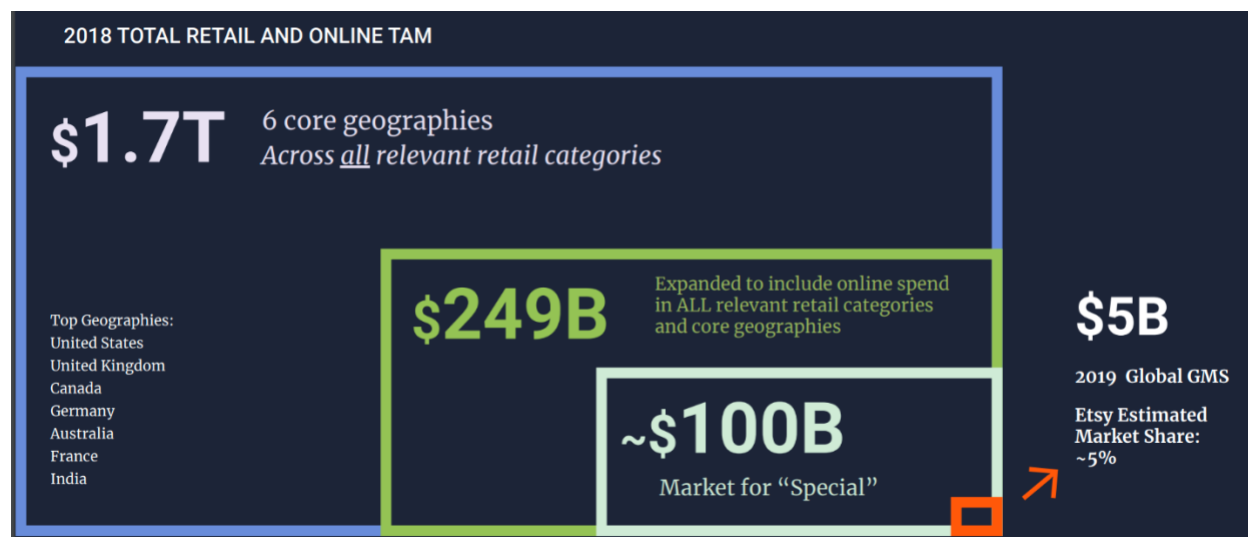 2018 TOTAL RETAIL AND ONLINE TAM
$1.7T
6 core geographies
Across all relevant retail categories
Top Geographies:
United States
United Kingdom
Canada
Germany
Australia
France
India
$249B
Expanded to include online spend
in ALL relevant retail categories
and core geographies
~$100B
Market for “Special”
$5B
2019 Global GMS
Etsy Estimated
Market Share:
~5%